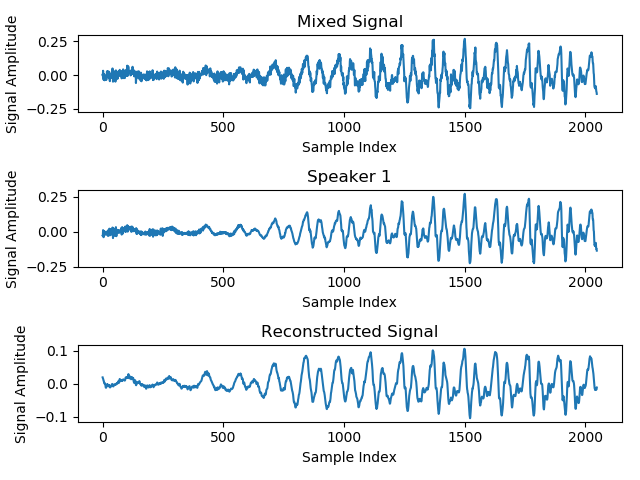 Mixed Signal
Signal Amplitude
0.25
0.00
−0.25
0 500 1000 1500 2000
Sample Index
Speaker 1
Signal Amplitude
0.25
0.00
−0.25
0 500 1000 1500 2000
Sample Index
Reconstructed Signal
Signal Amplitude
0.1
0.0
−0.1
0 500 1000 1500 2000
Sample Index